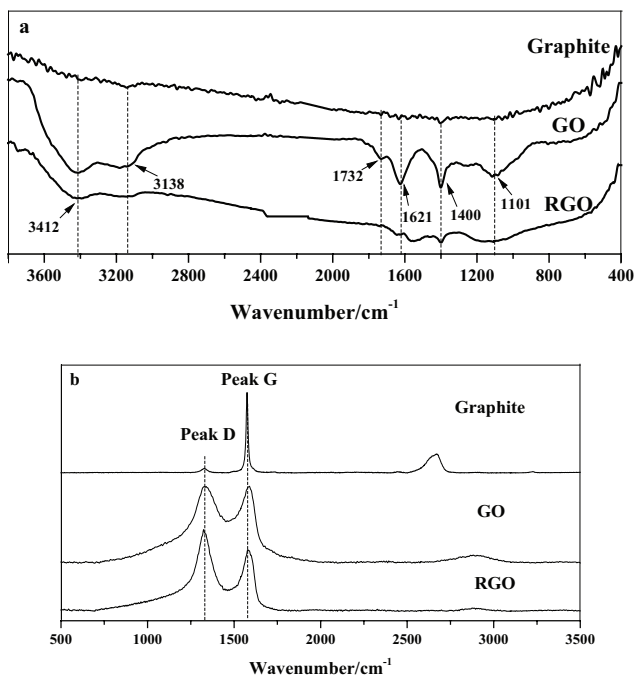 a
Graphite
GO
RGO
3412
3138
1732
1621
1400
1101
3600 3200 2800 2400 2000 1600 1200 800 400
Wavenumber/cm⁻¹
b
Peak G
Peak D
Graphite
GO
RGO
500 1000 1500 2000 2500 3000 3500
Wavenumber/cm⁻¹